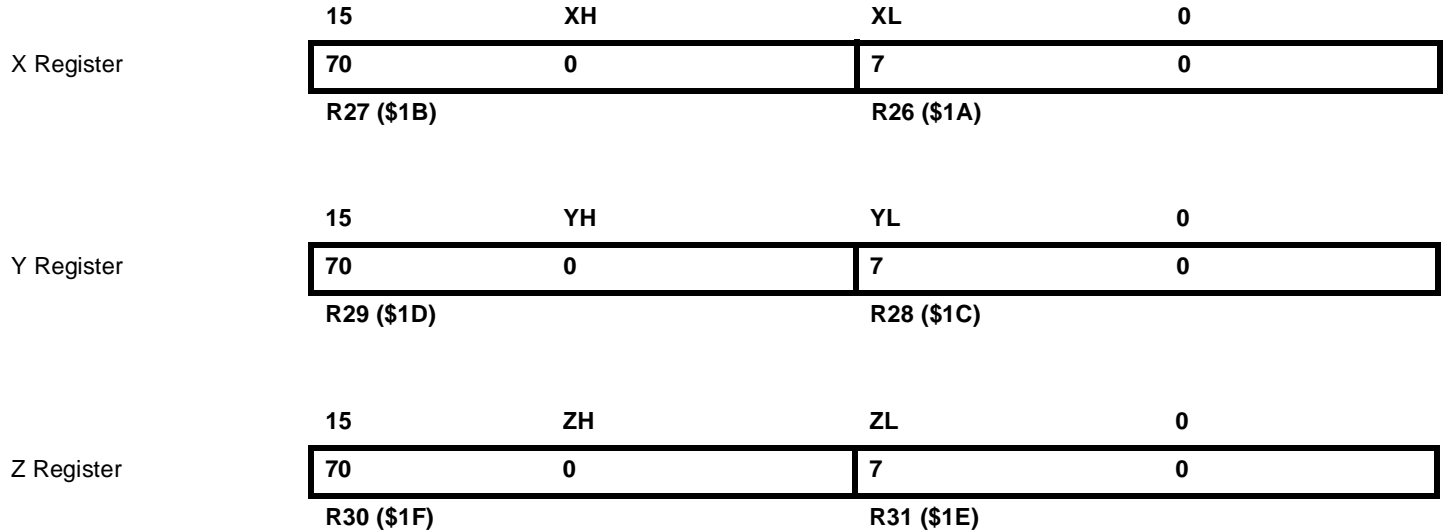 15 XH XL 0
X Register 70 0 7 0
R27 ($1B) R26 ($1A)
15 YH YL 0
Y Register 70 0 7 0
R29 ($1D) R28 ($1C)
15 ZH ZL 0
Z Register 70 0 7 0
R30 ($1F) R31 ($1E)